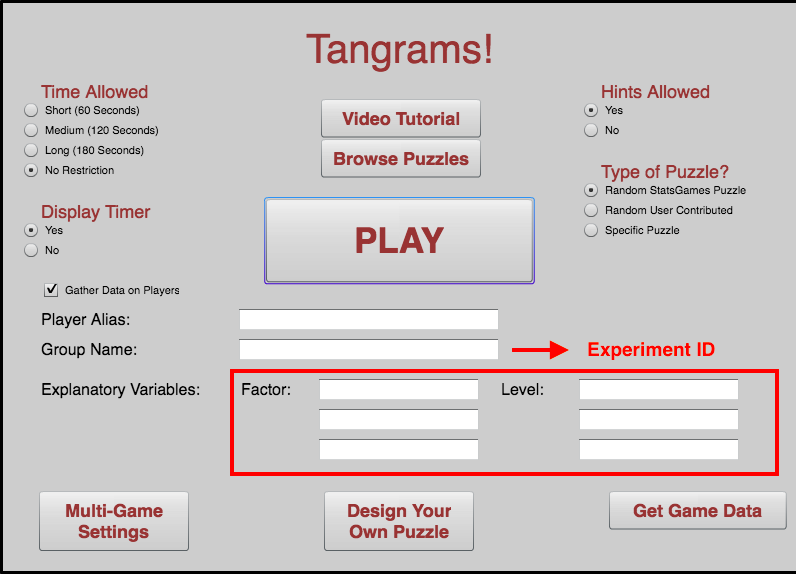 Tangrams!
Time Allowed
Short (60 Seconds)
Medium (120 Seconds)
Long (180 Seconds)
No Restriction
Display Timer
Yes
No
Gather Data on Players
Video Tutorial
Browse Puzzles
PLAY
Hints Allowed
Yes
No
Type of Puzzle?
Random StatsGames Puzzle
Random User Contributed
Specific Puzzle
Player Alias:
Group Name:
Experiment ID
Explanatory Variables: Factor: Level:
Multi-Game
Settings
Design Your
Own Puzzle
Get Game Data